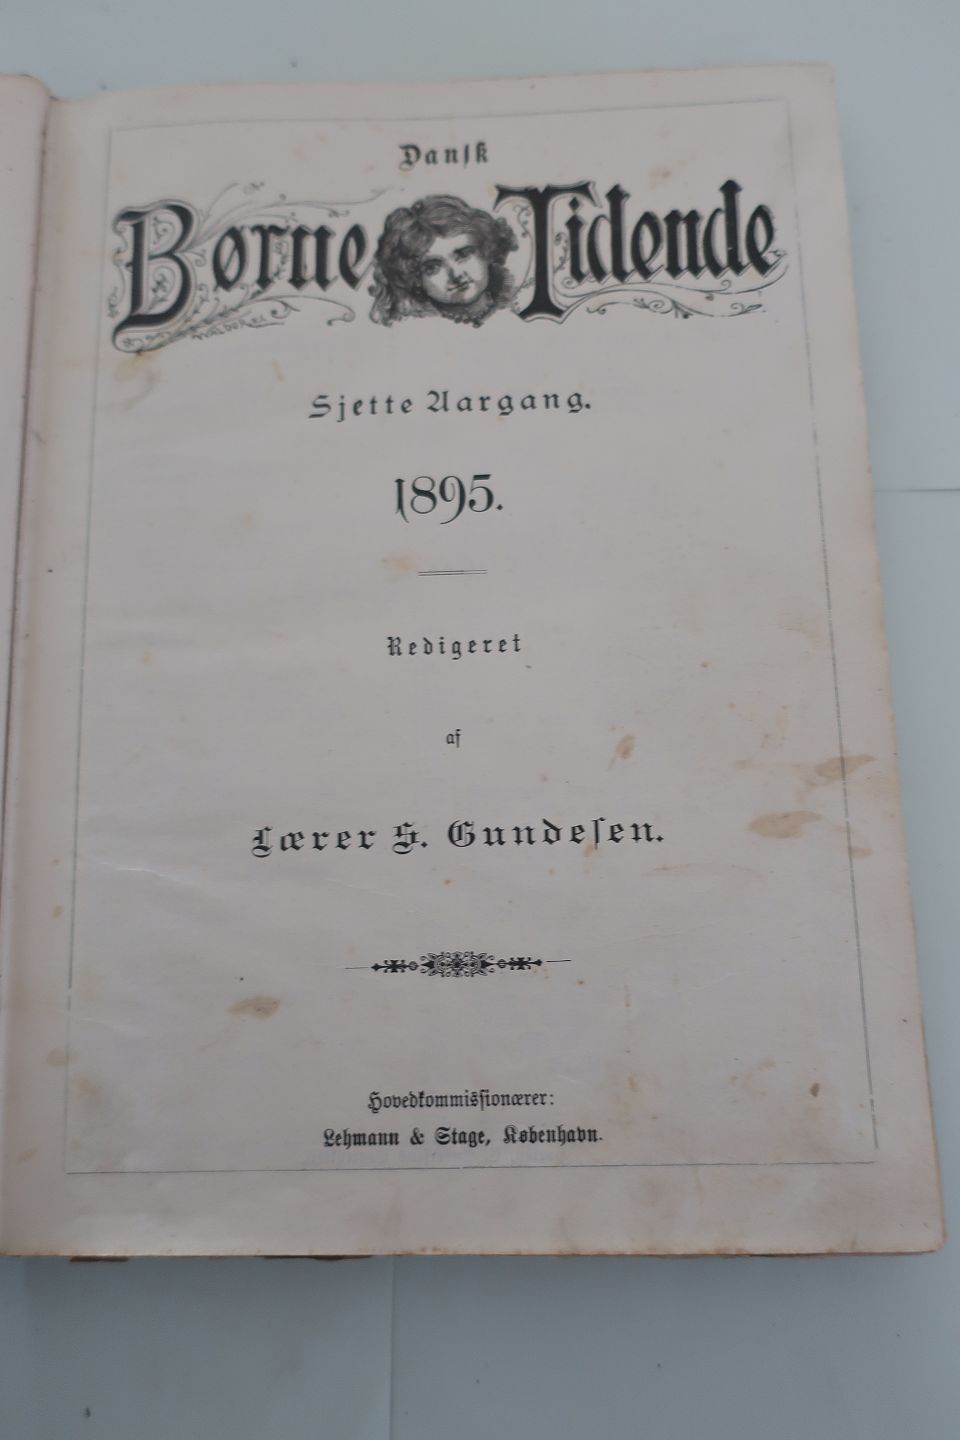 Dansk
Børne Tidende
Sjette Aargang.
1895.
Redigeret
af
Lærer S. Gundesen.
Hovedkommissionærer:
Lehmann & Stage, København.